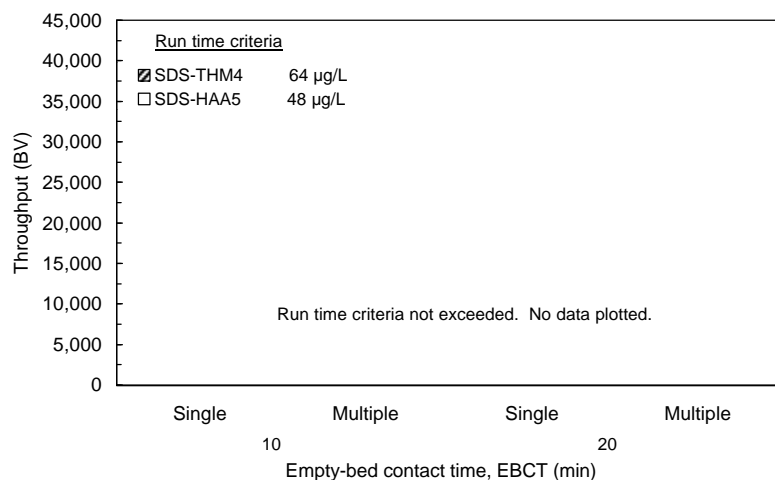 45,000
40,000
35,000
30,000
25,000
20,000
15,000
10,000
5,000
0
Throughput (BV)
Run time criteria
SDS-THM4 64 µg/L
SDS-HAA5 48 µg/L
Run time criteria not exceeded. No data plotted.
Single Multiple Single Multiple
10 20
Empty-bed contact time, EBCT (min)